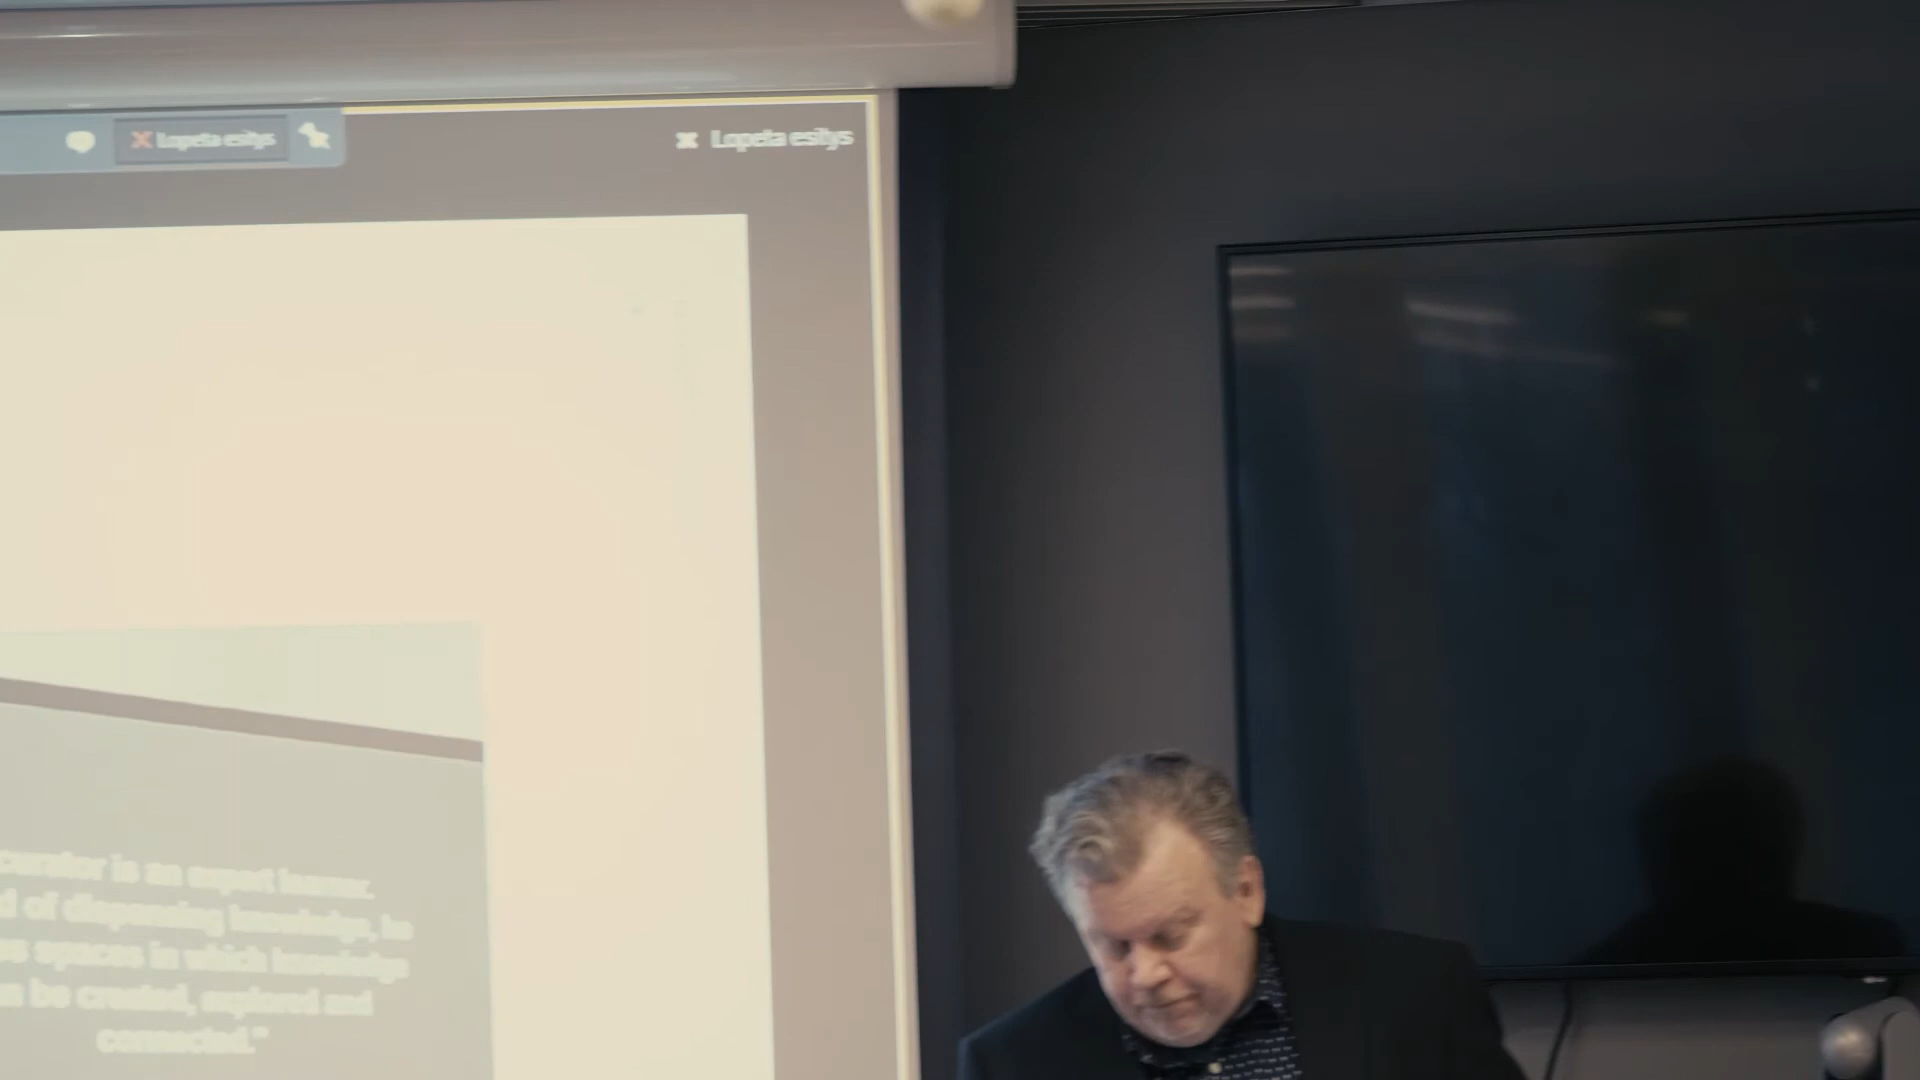 Lopeta esitys
Lopeta esitys
curator is an expert learner.
d of dispensing knowledge, he
es spaces in which knowledge
n be created, explored and
connected."